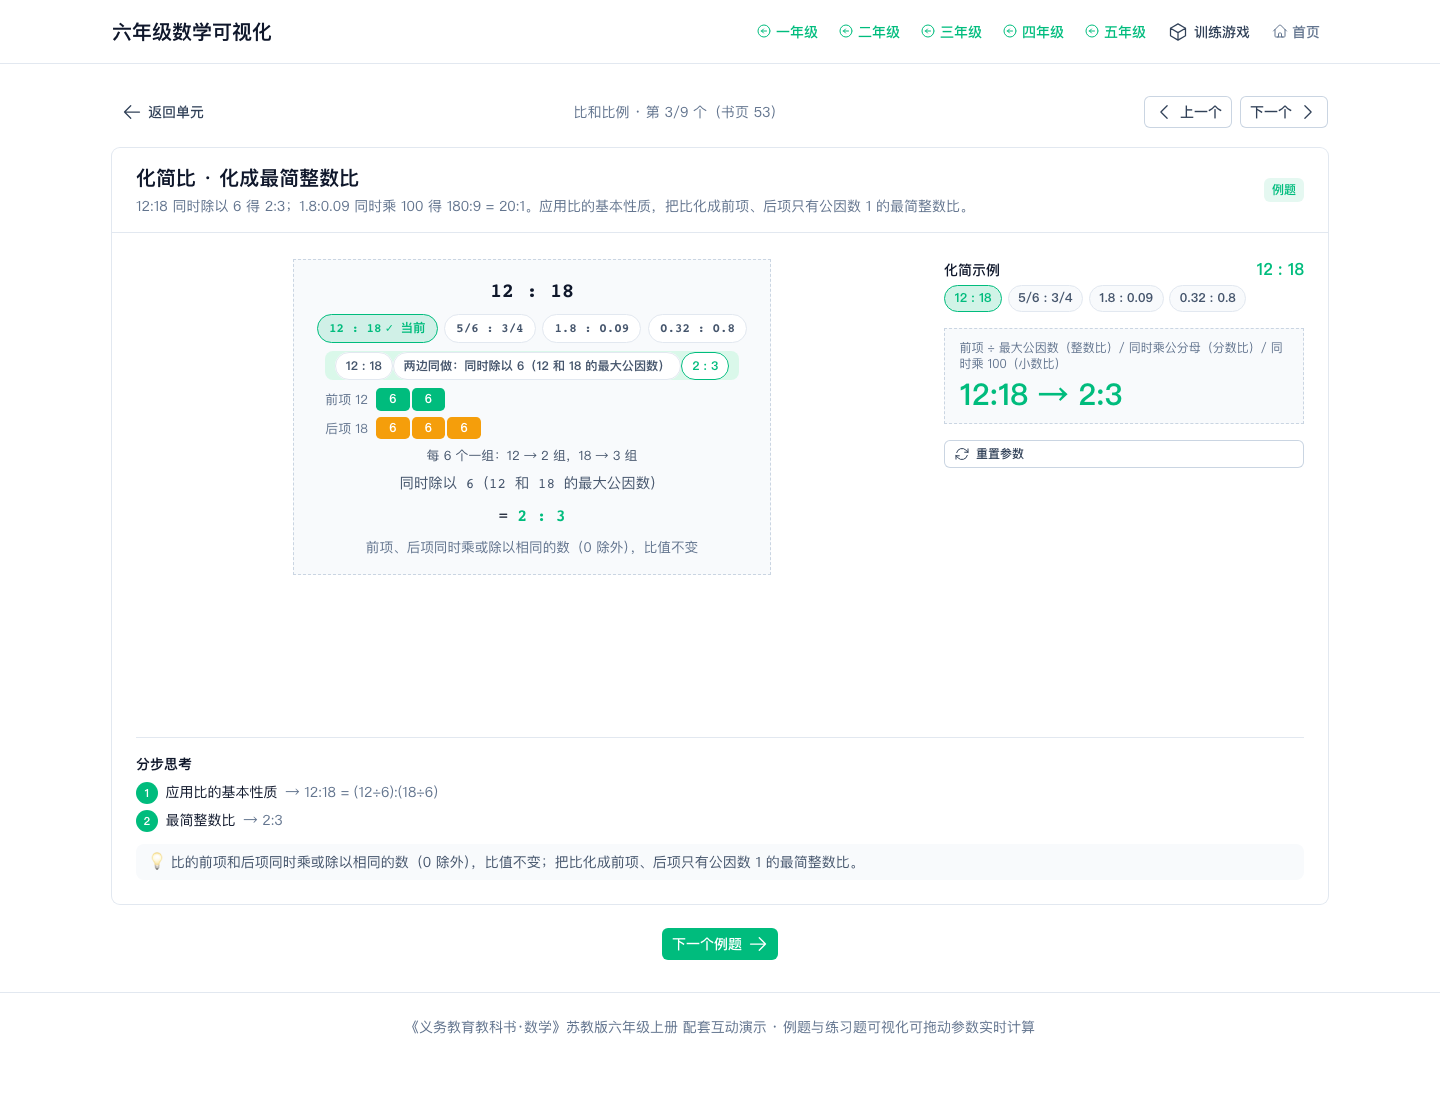 六年级数学可视化
一年级 二年级 三年级 四年级 五年级 训练游戏 首页
返回单元
比和比例 · 第 3/9 个（书页 53）
上一个 下一个
化简比 · 化成最简整数比
12:18 同时除以 6 得 2:3；1.8:0.09 同时乘 100 得 180:9 = 20:1。应用比的基本性质，把比化成前项、后项只有公因数 1 的最简整数比。
例题
12 : 18
12 : 18 ✓ 当前 5/6 : 3/4 1.8 : 0.09 0.32 : 0.8
12 : 18 两边同做：同时除以 6（12 和 18 的最大公因数） 2 : 3
前项 12 6 6
后项 18 6 6 6
每 6 个一组：12 → 2 组，18 → 3 组
同时除以 6（12 和 18 的最大公因数）
= 2 : 3
前项、后项同时乘或除以相同的数（0 除外），比值不变
化简示例 12 : 18
12 : 18 5/6 : 3/4 1.8 : 0.09 0.32 : 0.8
前项 ÷ 最大公因数（整数比）/ 同时乘公分母（分数比）/ 同
时乘 100（小数比）
12:18 → 2:3
重置参数
分步思考
1 应用比的基本性质 → 12:18 = (12÷6):(18÷6)
2 最简整数比 → 2:3
💡 比的前项和后项同时乘或除以相同的数（0 除外），比值不变；把比化成前项、后项只有公因数 1 的最简整数比。
下一个例题 →
《义务教育教科书·数学》苏教版六年级上册 配套互动演示 · 例题与练习题可视化可拖动参数实时计算